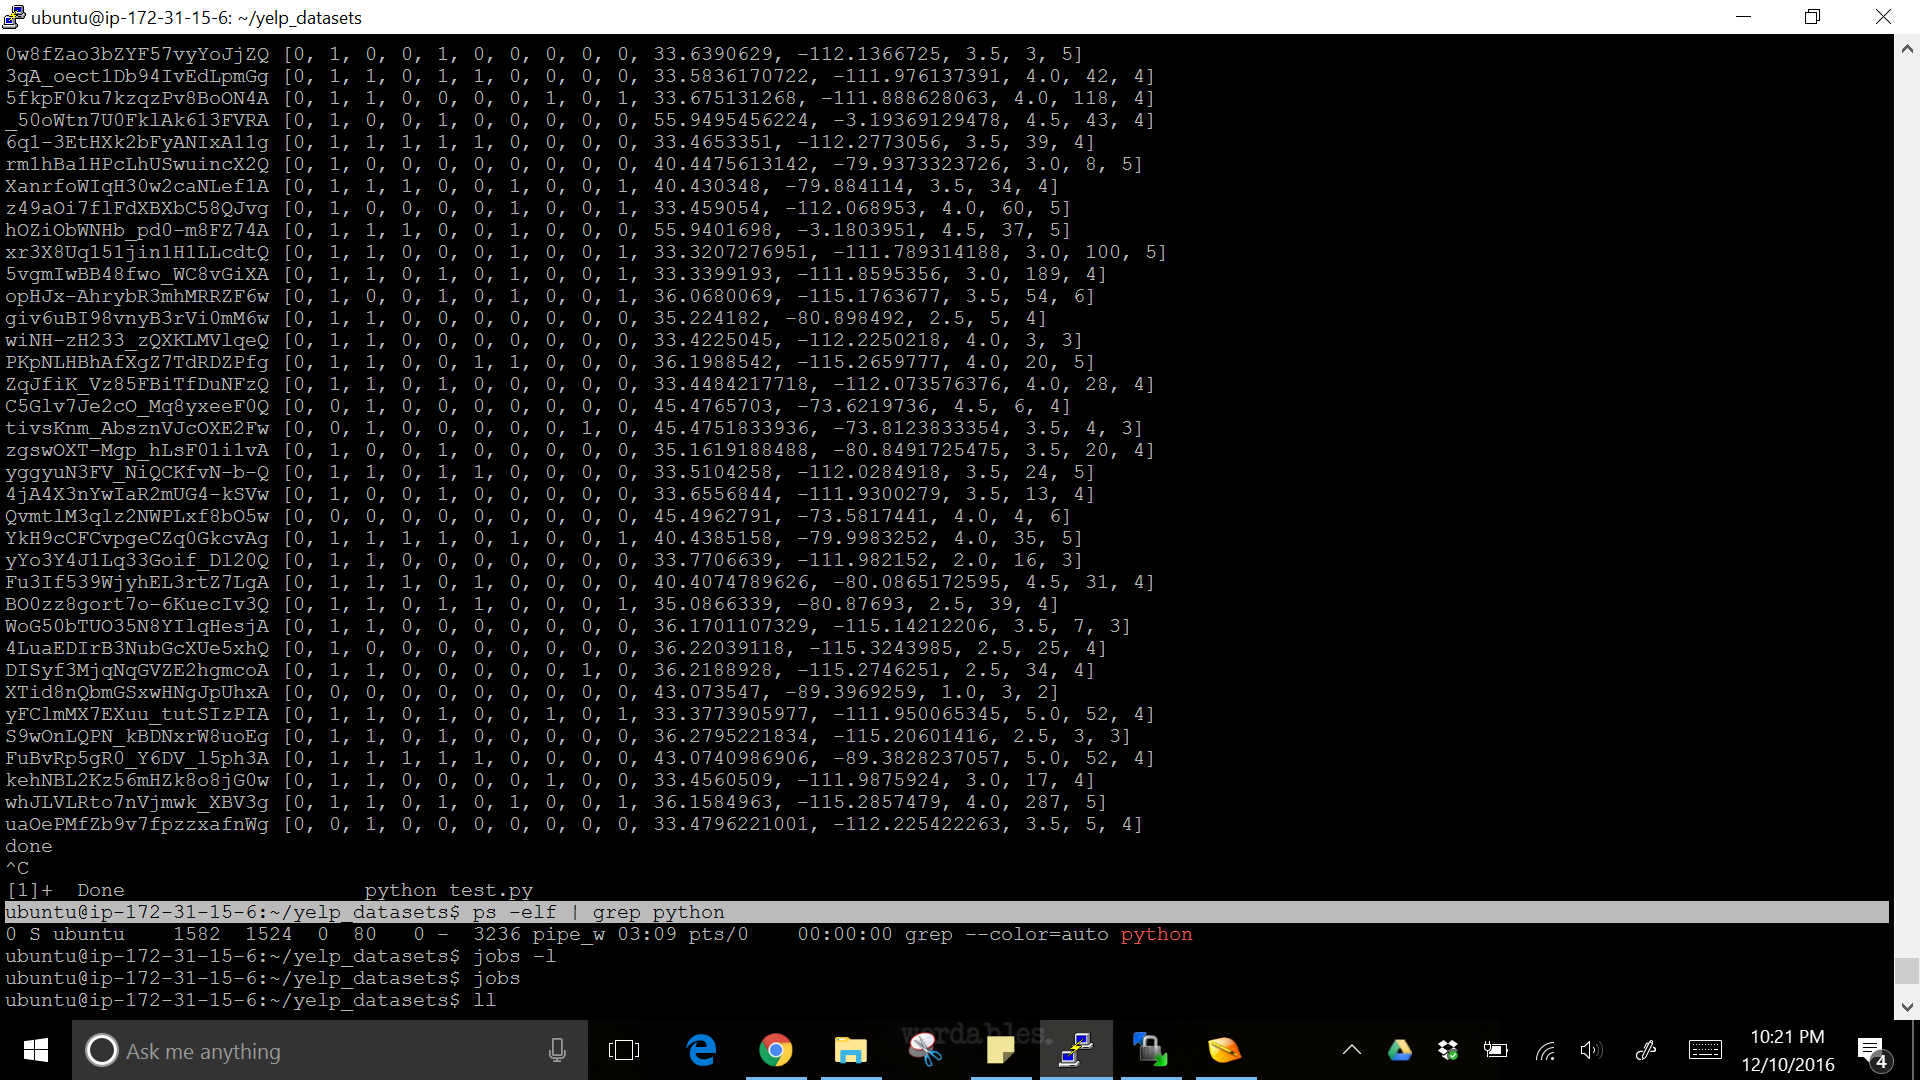 ubuntu@ip-172-31-15-6: ~/yelp_datasets
0w8fZao3bZYF57vyYoJjZQ [0, 1, 0, 0, 1, 0, 0, 0, 0, 0, 33.6390629, -112.1366725, 3.5, 3, 5]
3qA_oect1Db94IvEdLpmGg [0, 1, 1, 0, 1, 1, 0, 0, 0, 0, 33.5836170722, -111.976137391, 4.0, 42, 4]
5fkpF0ku7kzqzPv8BoON4A [0, 1, 1, 0, 0, 0, 0, 1, 0, 1, 33.675131268, -111.888628063, 4.0, 118, 4]
_50oWtn7U0FklAk613FVRA [0, 1, 0, 0, 1, 0, 0, 0, 0, 0, 55.9495456224, -3.19369129478, 4.5, 43, 4]
6q1-3EtHXk2bFyANIxAl1g [0, 1, 1, 1, 1, 1, 0, 0, 0, 0, 33.4653351, -112.2773056, 3.5, 39, 4]
rm1hBa1HPcLhUSwuincX2Q [0, 1, 0, 0, 0, 0, 0, 0, 0, 0, 40.4475613142, -79.9373323726, 3.0, 8, 5]
XanrfoWIqH30w2caNLef1A [0, 1, 1, 1, 0, 0, 1, 0, 0, 1, 40.430348, -79.884114, 3.5, 34, 4]
z49aOi7flFdXBXbC58QJvg [0, 1, 0, 0, 0, 0, 1, 0, 0, 1, 33.459054, -112.068953, 4.0, 60, 5]
hOZiObWNHb_pd0-m8FZ74A [0, 1, 1, 1, 0, 0, 1, 0, 0, 0, 55.9401698, -3.1803951, 4.5, 37, 5]
xr3X8Uq151jin1H1LLcdtQ [0, 1, 0, 0, 1, 0, 1, 0, 0, 1, 33.3207276951, -111.789314188, 3.0, 100, 5]
5vgmIwBB48fwo_WC8vGiXA [0, 1, 1, 0, 1, 0, 1, 0, 0, 1, 33.3399193, -111.8595356, 3.0, 189, 4]
opHJx-AhrybR3mhMRRZF6w [0, 1, 0, 0, 1, 0, 1, 0, 0, 1, 36.0680069, -115.1763677, 3.5, 54, 6]
giv6uBI98vnyB3rVi0mM6w [0, 1, 1, 0, 0, 0, 0, 0, 0, 0, 35.224182, -80.898492, 2.5, 5, 4]
wiNH-zH233_zQXKLMVlqeQ [0, 1, 1, 0, 0, 0, 0, 0, 0, 0, 33.4225045, -112.2250218, 4.0, 3, 3]
PKpNLHBhAfXgZ7TdRDZPfg [0, 1, 1, 0, 0, 1, 1, 0, 0, 0, 36.1988542, -115.2659777, 4.0, 20, 5]
ZqJfiK_Vz85FBiTfDuNFzQ [0, 1, 1, 0, 1, 0, 0, 0, 0, 0, 33.4484217718, -112.073576376, 4.0, 28, 4]
C5Glv7Je2cO_Mq8yxeeF0Q [0, 0, 1, 0, 0, 0, 0, 0, 0, 0, 45.4765703, -73.6219736, 4.5, 6, 4]
tivsKnm_AbsznVJcOXE2Fw [0, 0, 1, 0, 0, 0, 0, 0, 1, 0, 45.4751833936, -73.8123833354, 3.5, 4, 3]
zgswOXT-Mgp_hLsF01i1vA [0, 1, 0, 0, 1, 0, 0, 0, 0, 0, 35.1619188488, -80.8491725475, 3.5, 20, 4]
yggyuN3FV_NiQCKfvN-b-Q [0, 1, 1, 0, 1, 1, 0, 0, 0, 0, 33.5104258, -112.0284918, 3.5, 24, 5]
4jA4X3nYwIaR2mUG4-kSVw [0, 1, 0, 0, 1, 0, 0, 0, 0, 0, 33.6556844, -111.9300279, 3.5, 13, 4]
QvmtlM3qlz2NWPLxf8bO5w [0, 0, 0, 0, 0, 0, 0, 0, 0, 0, 45.4962791, -73.5817441, 4.0, 4, 6]
YkH9cCFCvpgeCZq0GkcvAg [0, 1, 1, 1, 1, 0, 1, 0, 0, 1, 40.4385158, -79.9983252, 4.0, 35, 5]
yYo3Y4J1Lq33Goif_Dl20Q [0, 1, 1, 0, 0, 0, 0, 0, 0, 0, 33.7706639, -111.982152, 2.0, 16, 3]
Fu3If539WjyhEL3rtZ7LgA [0, 1, 1, 1, 0, 1, 0, 0, 0, 0, 40.4074789626, -80.0865172595, 4.5, 31, 4]
BO0zz8gort7o-6KuecIv3Q [0, 1, 1, 0, 1, 1, 0, 0, 0, 1, 35.0866339, -80.87693, 2.5, 39, 4]
WoG50bTUO35N8YIlqHesjA [0, 1, 1, 0, 0, 0, 0, 0, 0, 0, 36.1701107329, -115.14212206, 3.5, 7, 3]
4LuaEDIrB3NubGcXUe5xhQ [0, 1, 0, 0, 0, 0, 0, 0, 0, 0, 36.22039118, -115.3243985, 2.5, 25, 4]
DISyf3MjqNqGVZE2hgmcoA [0, 1, 1, 0, 0, 0, 0, 0, 1, 0, 36.2188928, -115.2746251, 2.5, 34, 4]
XTid8nQbmGSxwHNgJpUhxA [0, 0, 0, 0, 0, 0, 0, 0, 0, 0, 43.073547, -89.3969259, 1.0, 3, 2]
yFClmMX7EXuu_tutSIzPIA [0, 1, 1, 0, 1, 0, 0, 1, 0, 1, 33.3773905977, -111.950065345, 5.0, 52, 4]
S9wOnLQPN_kBDNxrW8uoEg [0, 1, 1, 0, 1, 0, 0, 0, 0, 0, 36.2795221834, -115.20601416, 2.5, 3, 3]
FuBvRp5gR0_Y6DV_l5ph3A [0, 1, 1, 1, 1, 1, 0, 0, 0, 0, 43.0740986906, -89.3828237057, 5.0, 52, 4]
kehNBL2Kz56mHZk8o8jG0w [0, 1, 1, 0, 0, 0, 0, 1, 0, 0, 33.4560509, -111.9875924, 3.0, 17, 4]
whJLVLRto7nVjmwk_XBV3g [0, 1, 1, 0, 1, 0, 1, 0, 0, 1, 36.1584963, -115.2857479, 4.0, 287, 5]
uaOePMfZb9v7fpzzxafnWg [0, 0, 1, 0, 0, 0, 0, 0, 0, 0, 33.4796221001, -112.225422263, 3.5, 5, 4]
done
^C
[1]+  Done                    python test.py
ubuntu@ip-172-31-15-6:~/yelp_datasets$ ps -elf | grep python
0 S ubuntu    1582  1524  0  80   0 -  3236 pipe_w 03:09 pts/0    00:00:00 grep --color=auto python
ubuntu@ip-172-31-15-6:~/yelp_datasets$ jobs -l
ubuntu@ip-172-31-15-6:~/yelp_datasets$ jobs
ubuntu@ip-172-31-15-6:~/yelp_datasets$ ll
wordables.
Ask me anything
10:21 PM
12/10/2016
4